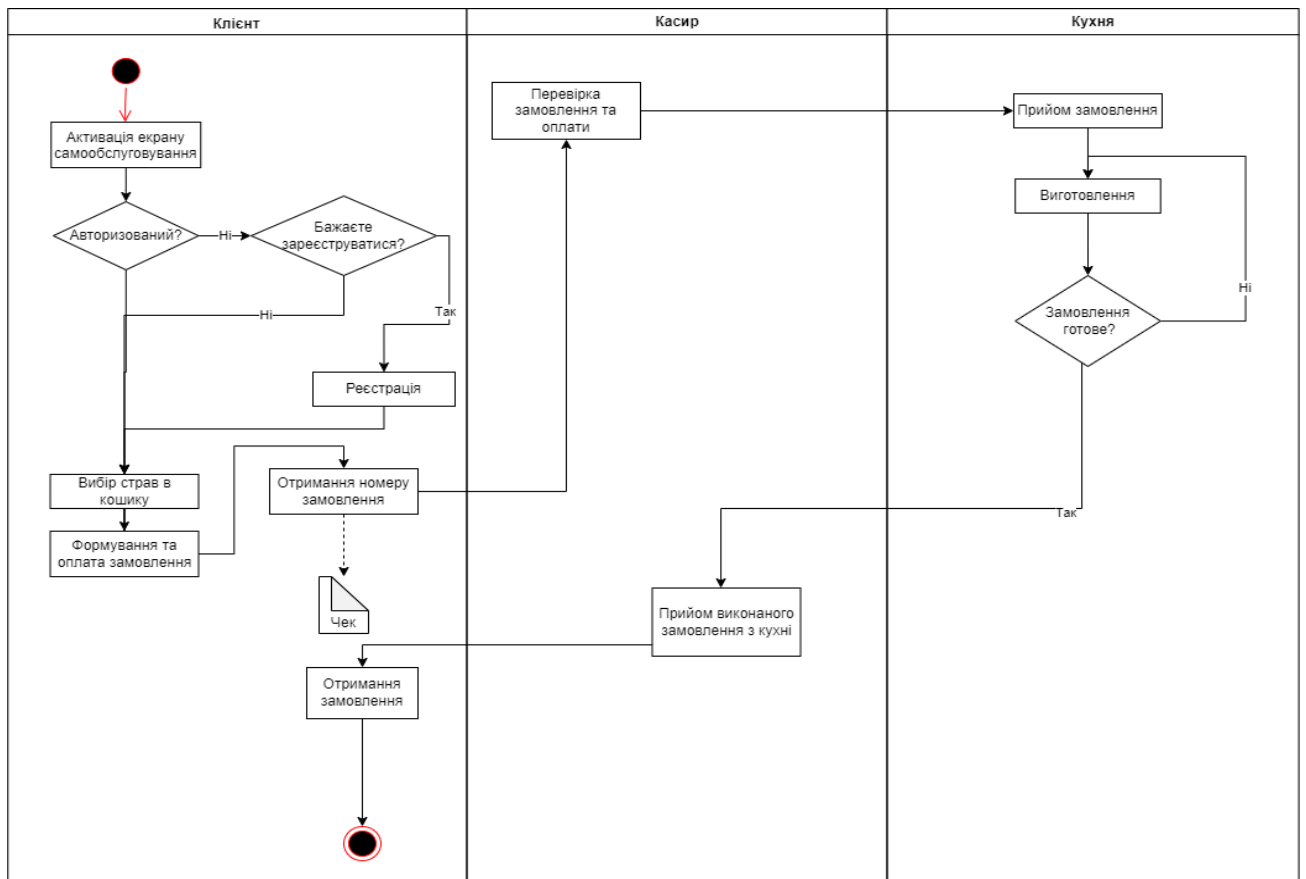 Клієнт
Касир
Кухня
Активація екрану
самообслуговування
Авторизований?
Ні
Бажаєте
зареєструватися?
Ні
Так
Реєстрація
Вибір страв в
кошику
Формування та
оплата замовлення
Отримання номеру
замовлення
Чек
Перевірка
замовлення та
оплати
Прийом замовлення
Виготовлення
Замовлення
готове?
Ні
Так
Прийом виконаного
замовлення з кухні
Отримання
замовлення